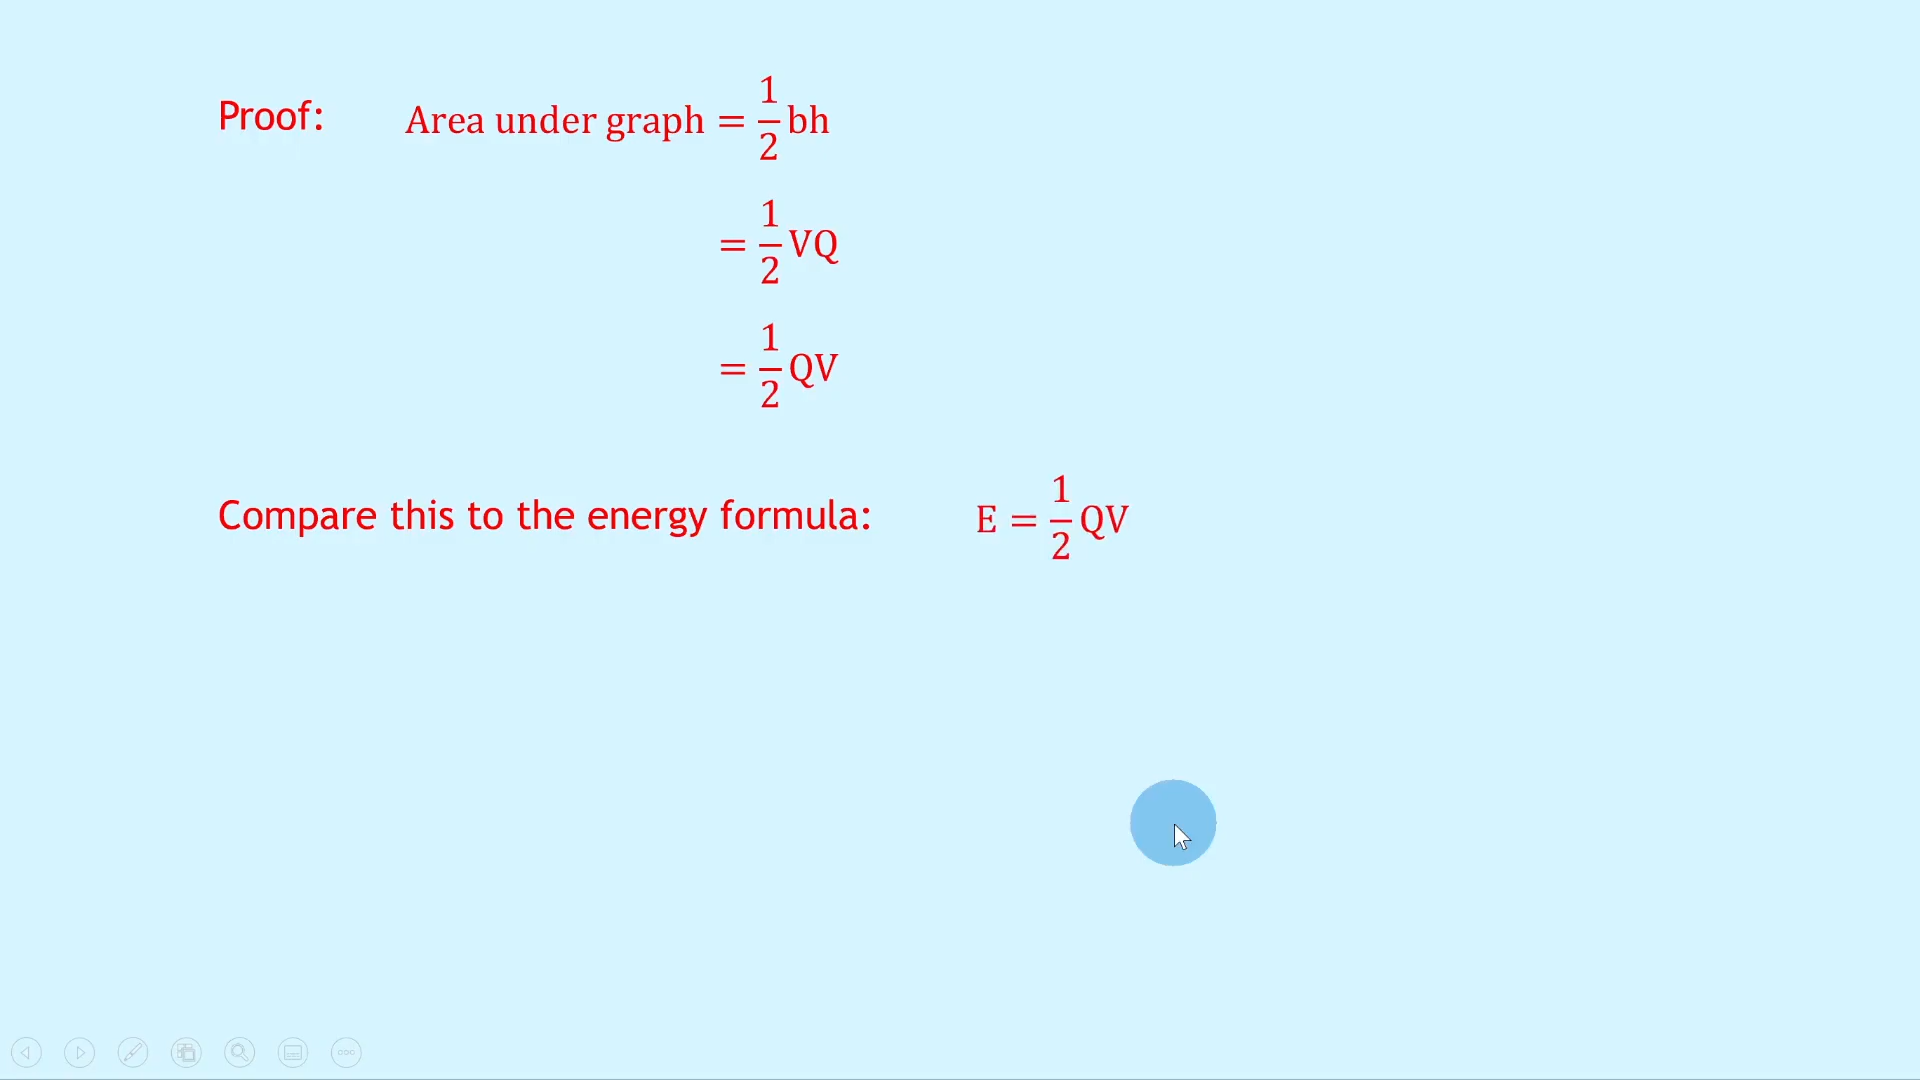 Proof: Area under graph = 1/2 bh
= 1/2 VQ
= 1/2 QV
Compare this to the energy formula: E = 1/2 QV